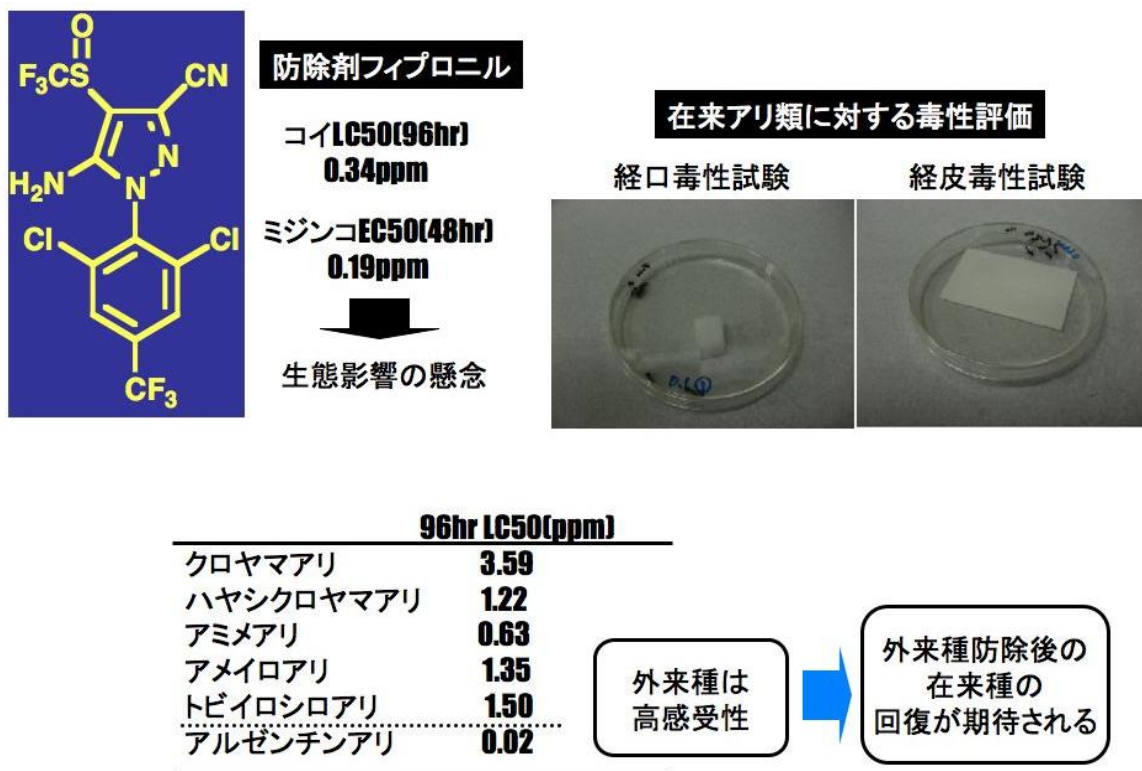 O
F3CS
CN
N
H2N
N
Cl
Cl
CF3
防除剤フィプロニル
コイLC50(96hr)
0.34ppm
ミジンコEC50(48hr)
0.19ppm
生態影響の懸念
在来アリ類に対する毒性評価
経口毒性試験
経皮毒性試験
96hr LC50(ppm)
クロヤマアリ 3.59
ハヤシクロヤマアリ 1.22
アミメアリ 0.63
アメイロアリ 1.35
トビイロシロアリ 1.50
アルゼンチンアリ 0.02
外来種は
高感受性
外来種防除後の
在来種の
回復が期待される